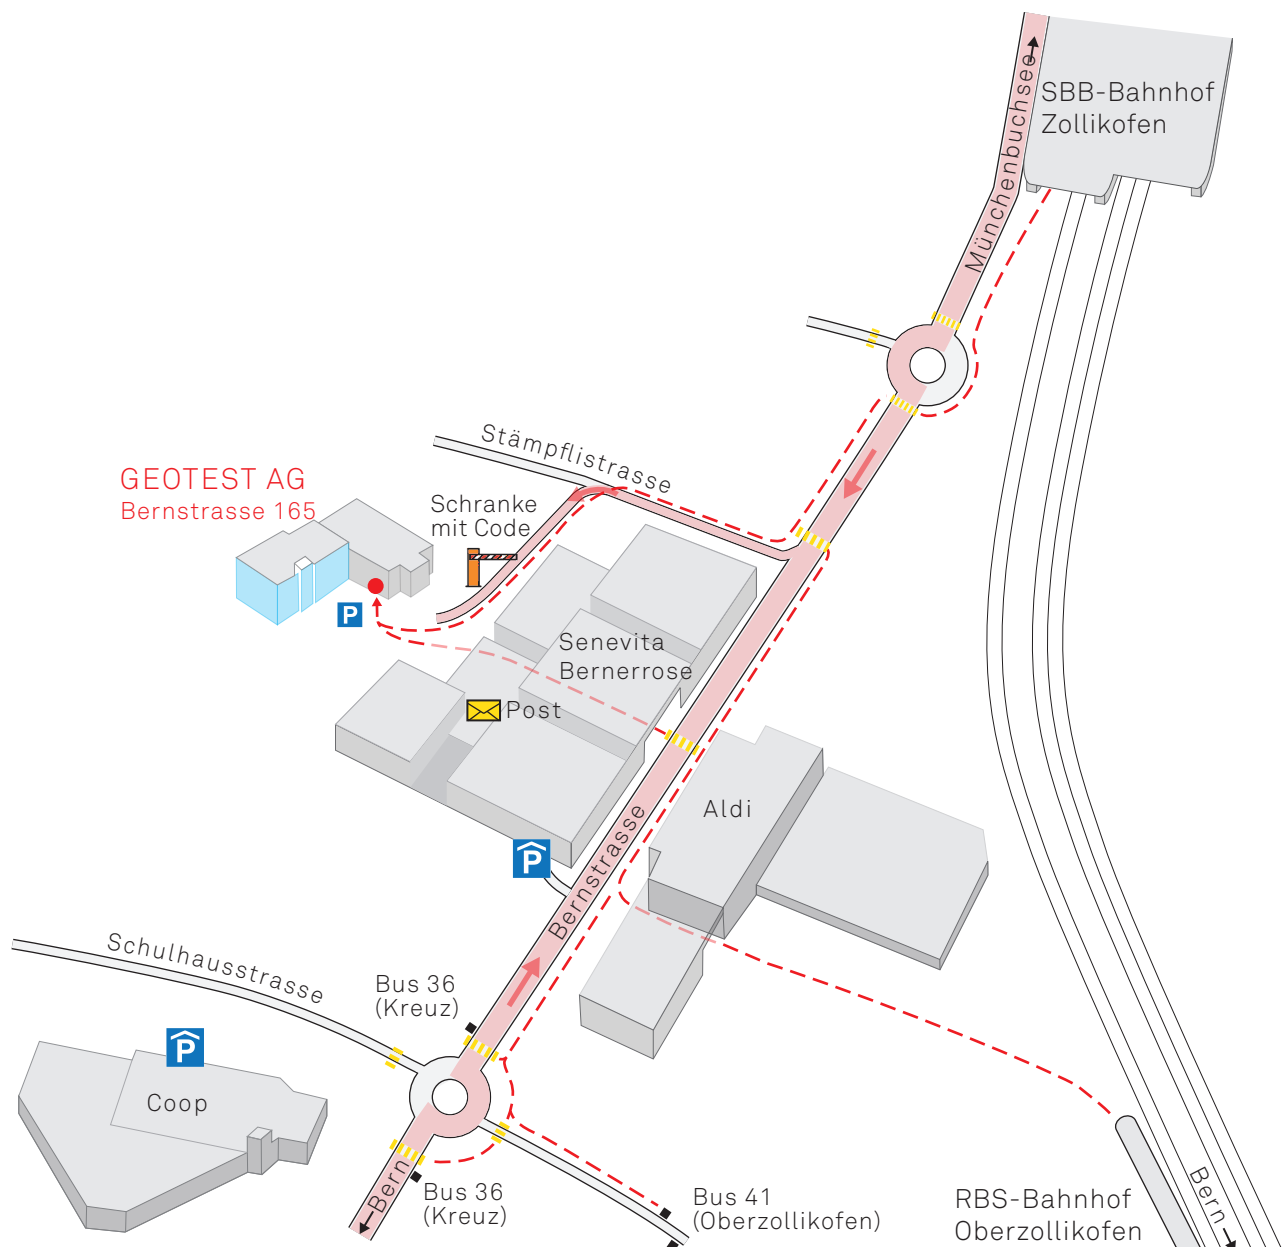 SBB-Bahnhof
Zollikofen
Münchenbuchsee
Stämpflistrasse
GEOTEST AG
Bernstrasse 165
Schranke
mit Code
P
Senevita
Bernerrose
Post
Aldi
P
Bernstrasse
Schulhausstrasse
Bus 36
(Kreuz)
P
Coop
Bern
Bus 36
(Kreuz)
Bus 41
(Oberzollikofen)
RBS-Bahnhof
Oberzollikofen
Bern